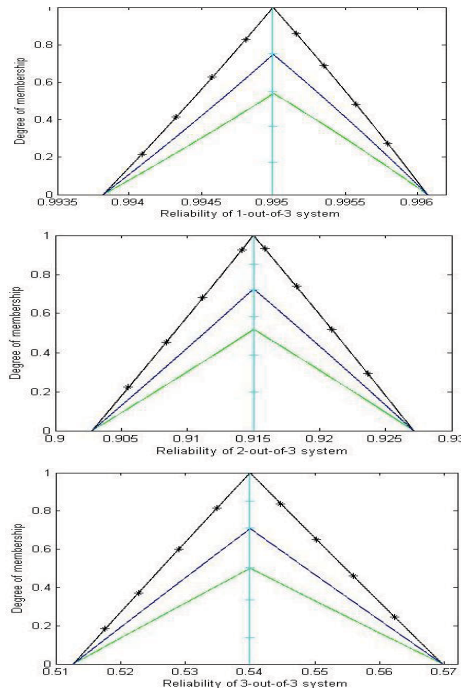 1
0.8
0.6
0.4
0.2
0
Degree of membership
0.9935 0.994 0.9945 0.995 0.9955 0.996
Reliability of 1-out-of-3 system
1
0.8
0.6
0.4
0.2
0
Degree of membership
0.9 0.905 0.91 0.915 0.92 0.925 0.93
Reliability of 2-out-of-3 system
1
0.8
0.6
0.4
0.2
0
Degree of membership
0.51 0.52 0.53 0.54 0.55 0.56 0.57
Reliability of 3-out-of-3 system